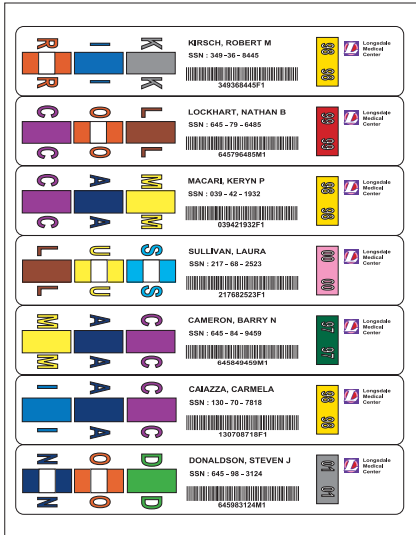 R I K
KIRSCH, ROBERT M
SSN : 349 - 36 - 8445
349368445F1
R I K
98 98
Longsdale
Medical
Center
C O L
LOCKHART, NATHAN B
SSN : 645 - 79 - 6485
645796485M1
C O L
99 99
Longsdale
Medical
Center
C A M
MACARI, KERYN P
SSN : 039 - 42 - 1932
039421932F1
C A M
98 98
Longsdale
Medical
Center
L U S
SULLIVAN, LAURA
SSN : 217 - 68 - 2523
217682523F1
L U S
00 00
Longsdale
Medical
Center
M A C
CAMERON, BARRY N
SSN : 645 - 84 - 9459
645849459M1
M A C
97 97
Longsdale
Medical
Center
I A C
CAIAZZA, CARMELA
SSN : 130 - 70 - 7818
130708718F1
I A C
98 98
Longsdale
Medical
Center
N O D
DONALDSON, STEVEN J
SSN : 645 - 98 - 3124
645983124M1
N O D
01 01
Longsdale
Medical
Center